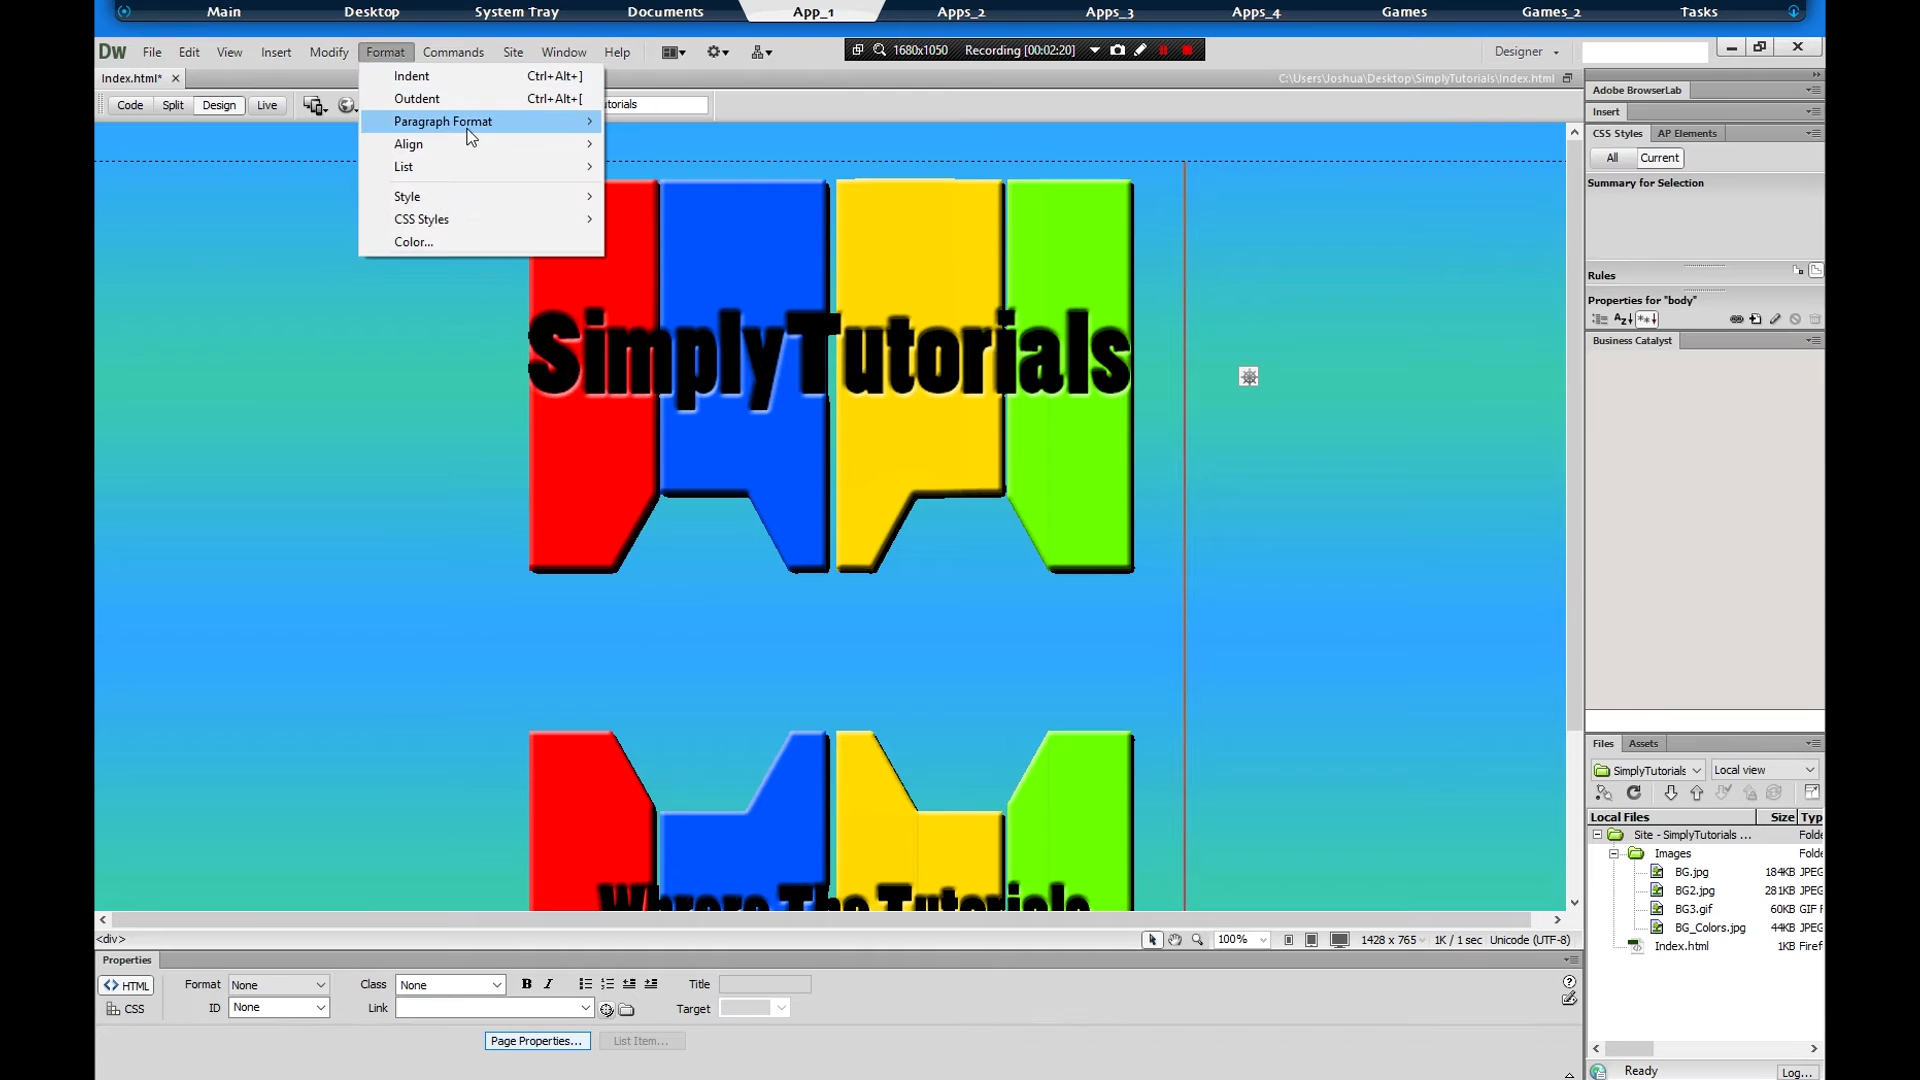 Main Desktop System Tray Documents App_1 Apps_2 Apps_3 Apps_4 Games Games_2 Tasks
Dw File Edit View Insert Modify Format Commands Site Window Help
1680x1050 Recording [00:02:20]
Designer
Index.html* ×
C:\Users\Joshua\Desktop\SimplyTutorials\Index.html
Code Split Design Live
utorials
Indent Ctrl+Alt+]
Outdent Ctrl+Alt+[
Paragraph Format
Align
List
Style
CSS Styles
Color...
SimplyTutorials
Adobe BrowserLab
Insert
CSS Styles AP Elements
All Current
Summary for Selection
Rules
Properties for "body"
Business Catalyst
Files Assets
SimplyTutorials Local view
Local Files Size Typ
Site - SimplyTutorials ... Folde
Images Folde
BG.jpg 184KB JPEG
BG2.jpg 281KB JPEG
BG3.gif 60KB GIF F
BG_Colors.jpg 44KB JPEG
Index.html 1KB Firef
Ready Log...
<div>
100% 1428 x 765 1K / 1 sec Unicode (UTF-8)
Properties
<> HTML
CSS
Format None Class None B I Title
ID None Link Target
Page Properties... List Item...